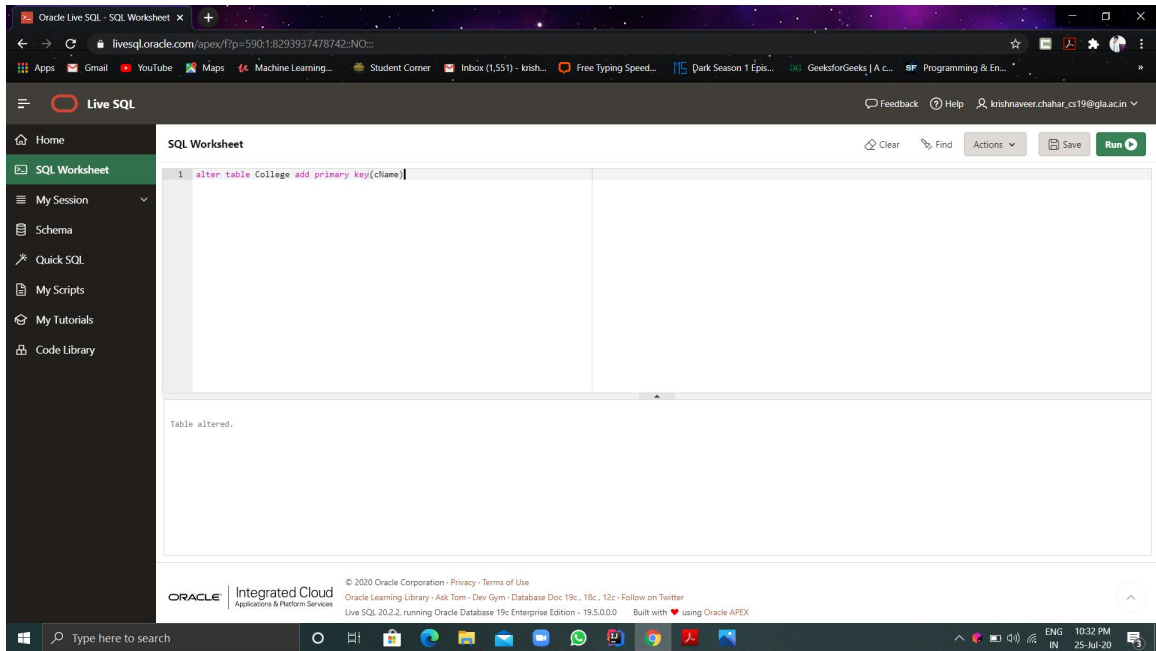 Oracle Live SQL - SQL Worksheet
livesql.oracle.com/apex/f?p=590:1:8293937478742::NO:::
Apps Gmail YouTube Maps Machine Learning... Student Corner Inbox (1,551) - krish... Free Typing Speed... Dark Season 1 Epis... GeeksforGeeks | A c... SF Programming & En... »
Live SQL
Feedback Help krishnaveer.chahar_cs19@gla.ac.in
Home
SQL Worksheet
My Session
Schema
Quick SQL
My Scripts
My Tutorials
Code Library
SQL Worksheet
Clear Find Actions Save Run
1 alter table College add primary key(cName)
Table altered.
ORACLE Integrated Cloud
Applications & Platform Services
© 2020 Oracle Corporation · Privacy · Terms of Use
Oracle Learning Library · Ask Tom · Dev Gym · Database Doc 19c, 18c, 12c · Follow on Twitter
Live SQL 20.2.2, running Oracle Database 19c Enterprise Edition - 19.5.0.0.0 Built with ♥ using Oracle APEX
Type here to search
ENG
IN
10:32 PM
25-Jul-20
3